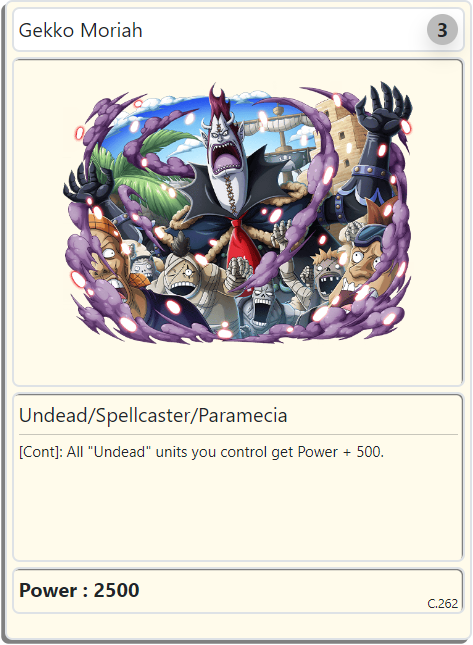 Gekko Moriah
3
Undead/Spellcaster/Paramecia
[Cont]: All "Undead" units you control get Power + 500.
Power : 2500
C.262